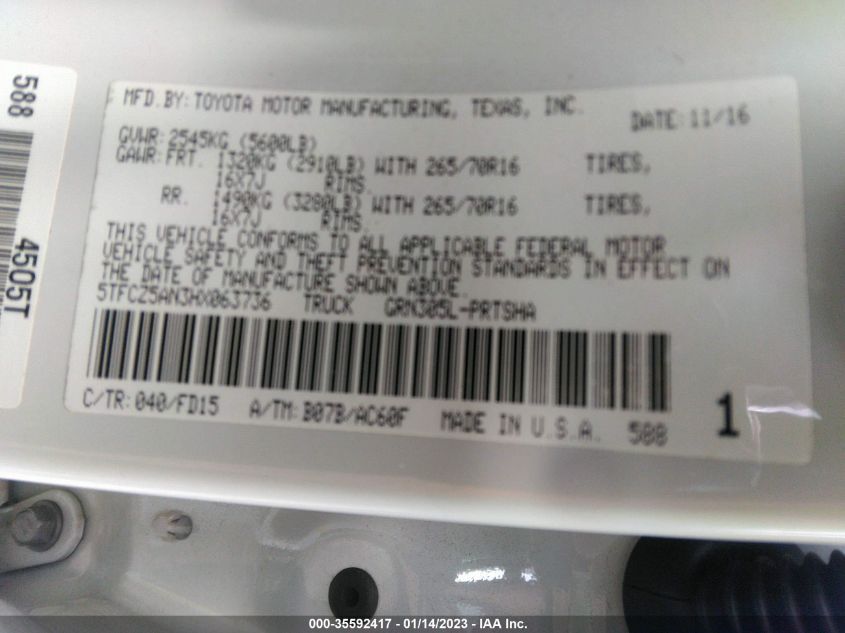 588 4505T
MFD. BY: TOYOTA MOTOR MANUFACTURING, TEXAS, INC. DATE: 11/16
GVWR: 2545KG (5600LB)
GAWR: FRT. 1320KG (2910LB) WITH 265/70R16 TIRES,
16X7J RIMS.
RR. 1490KG (3280LB) WITH 265/70R16 TIRES,
16X7J RIMS.
THIS VEHICLE CONFORMS TO ALL APPLICABLE FEDERAL MOTOR
VEHICLE SAFETY AND THEFT PREVENTION STANDARDS IN EFFECT ON
THE DATE OF MANUFACTURE SHOWN ABOVE.
5TFCZ5AN3HX063736 TRUCK GRN305L-PRTSHA
C/TR: 040/FD15 A/TM: B07B/AC60F MADE IN U.S.A. 588 1
000-35592417 - 01/14/2023 - IAA Inc.